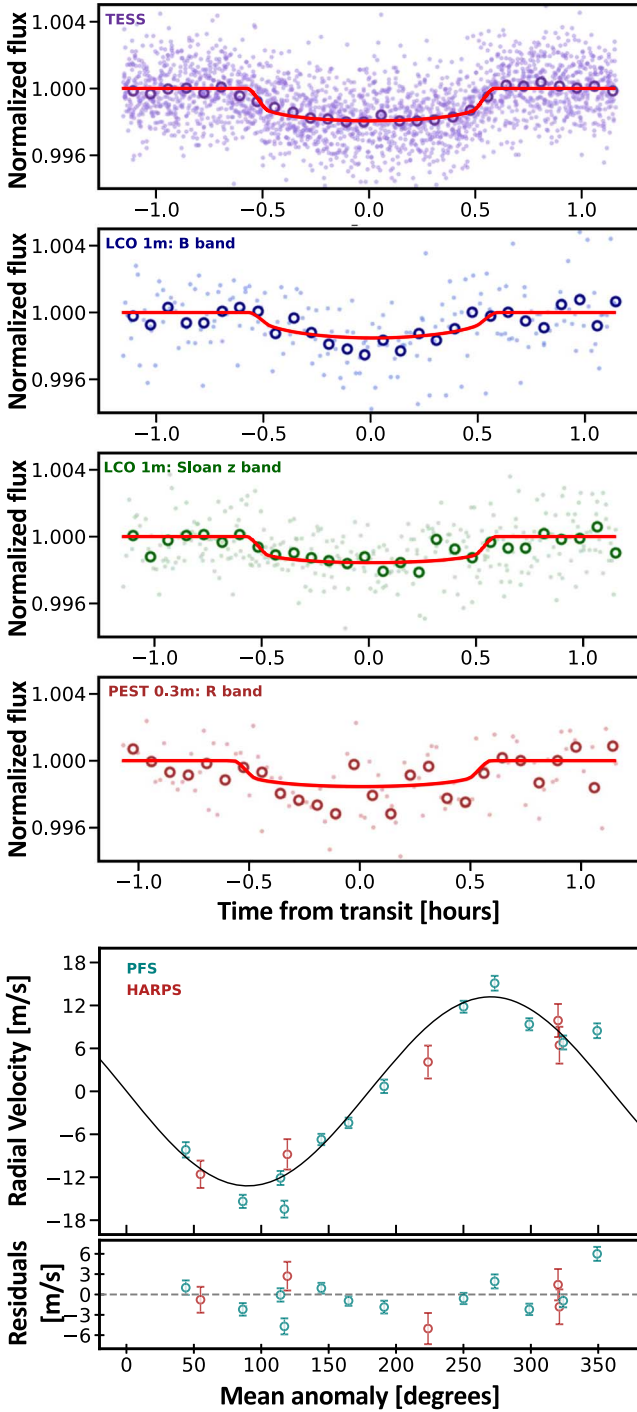 Normalized flux
TESS
1.004
1.000
0.996
−1.0 −0.5 0.0 0.5 1.0
Normalized flux
LCO 1m: B band
1.004
1.000
0.996
−1.0 −0.5 0.0 0.5 1.0
Normalized flux
LCO 1m: Sloan z band
1.004
1.000
0.996
−1.0 −0.5 0.0 0.5 1.0
Normalized flux
PEST 0.3m: R band
1.004
1.000
0.996
−1.0 −0.5 0.0 0.5 1.0
Time from transit [hours]
Radial Velocity [m/s]
PFS
HARPS
18
12
6
0
−6
−12
−18
Residuals
[m/s]
6
3
0
−3
−6
0 50 100 150 200 250 300 350
Mean anomaly [degrees]